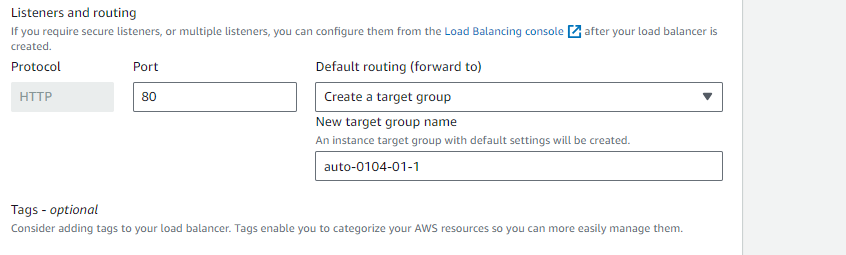 Listeners and routing
If you require secure listeners, or multiple listeners, you can configure them from the Load Balancing console after your load balancer is
created.
Protocol Port Default routing (forward to)
HTTP 80 Create a target group
New target group name
An instance target group with default settings will be created.
auto-0104-01-1
Tags - optional
Consider adding tags to your load balancer. Tags enable you to categorize your AWS resources so you can more easily manage them.